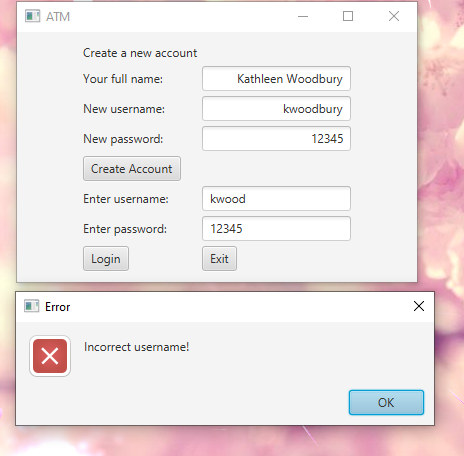 ATM
Create a new account
Your full name: Kathleen Woodbury
New username: kwoodbury
New password: 12345
Create Account
Enter username: kwood
Enter password: 12345
Login Exit
Error
Incorrect username!
OK